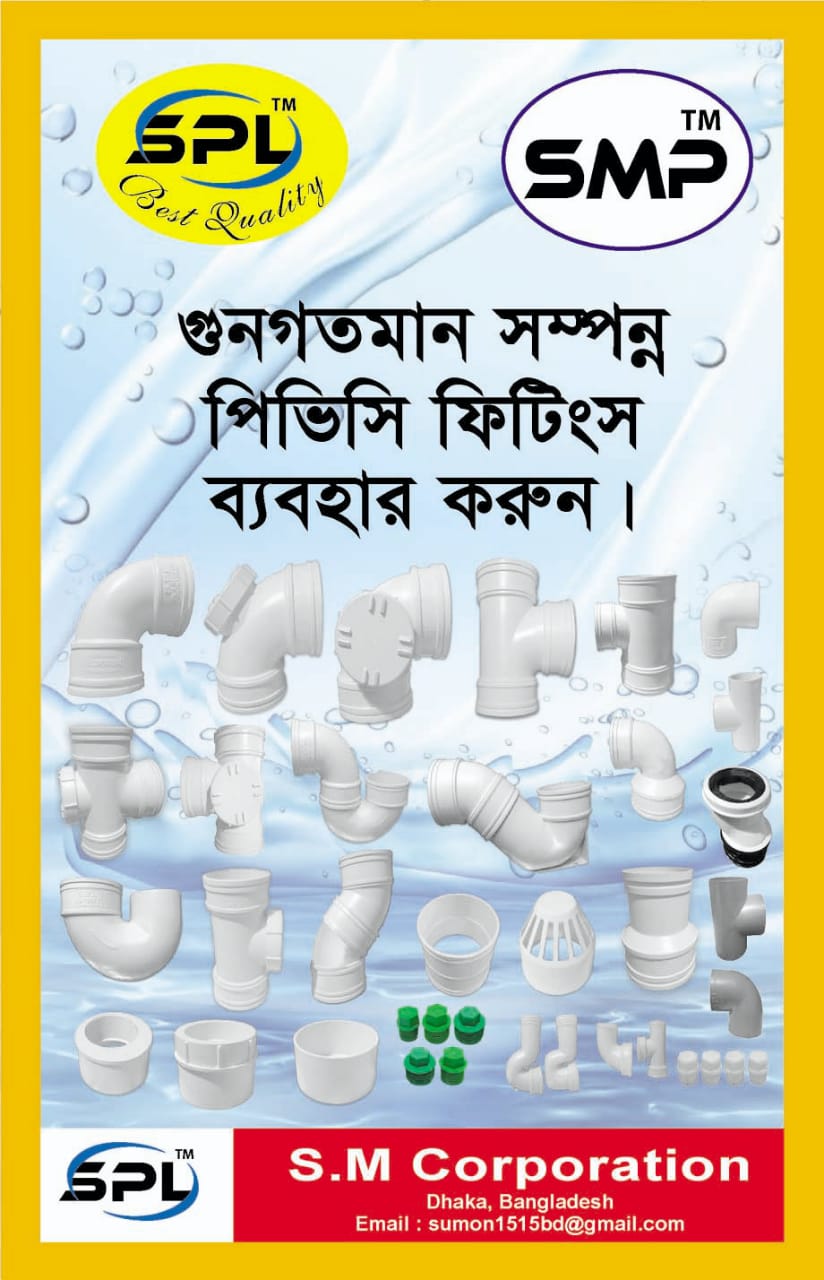 SPL TM
Best Quality
SMP TM
গুনগতমান সম্পন্ন
পিভিসি ফিটিংস
ব্যবহার করুন।
SPL TM
S.M Corporation
Dhaka, Bangladesh
Email : sumon1515bd@gmail.com